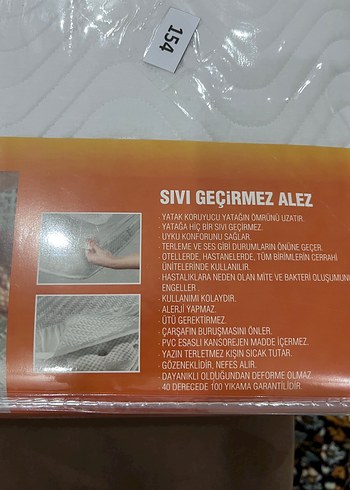 154
SIVI GEÇİRMEZ ALEZ
- YATAK KORUYUCU YATAĞIN ÖMRÜNÜ UZATIR.
- YATAĞA HİÇ BİR SIVI GEÇİRMEZ.
- UYKU KONFORUNU SAĞLAR.
- TERLEME VE SES GİBİ DURUMLARIN ÖNÜNE GEÇER.
- OTELLERDE, HASTANELERDE, TÜM BİRİMLERİN CERRAHİ
ÜNİTELERİNDE KULLANILIR.
- HASTALIKLARA NEDEN OLAN MİTE VE BAKTERİ OLUŞUMUNU
ENGELLER .
- KULLANIMI KOLAYDIR.
- ALERJİ YAPMAZ.
- ÜTÜ GEREKTİRMEZ.
- ÇARŞAFIN BURUŞMASINI ÖNLER.
- PVC ESASLI KANSOREJEN MADDE İÇERMEZ.
- YAZIN TERLETMEZ KIŞIN SICAK TUTAR.
- GÖZENEKLİDİR, NEFES ALIR.
- DAYANIKLI OLDUĞUNDAN DEFORME OLMAZ
- 40 DERECEDE 100 YIKAMA GARANTİLİDİR.